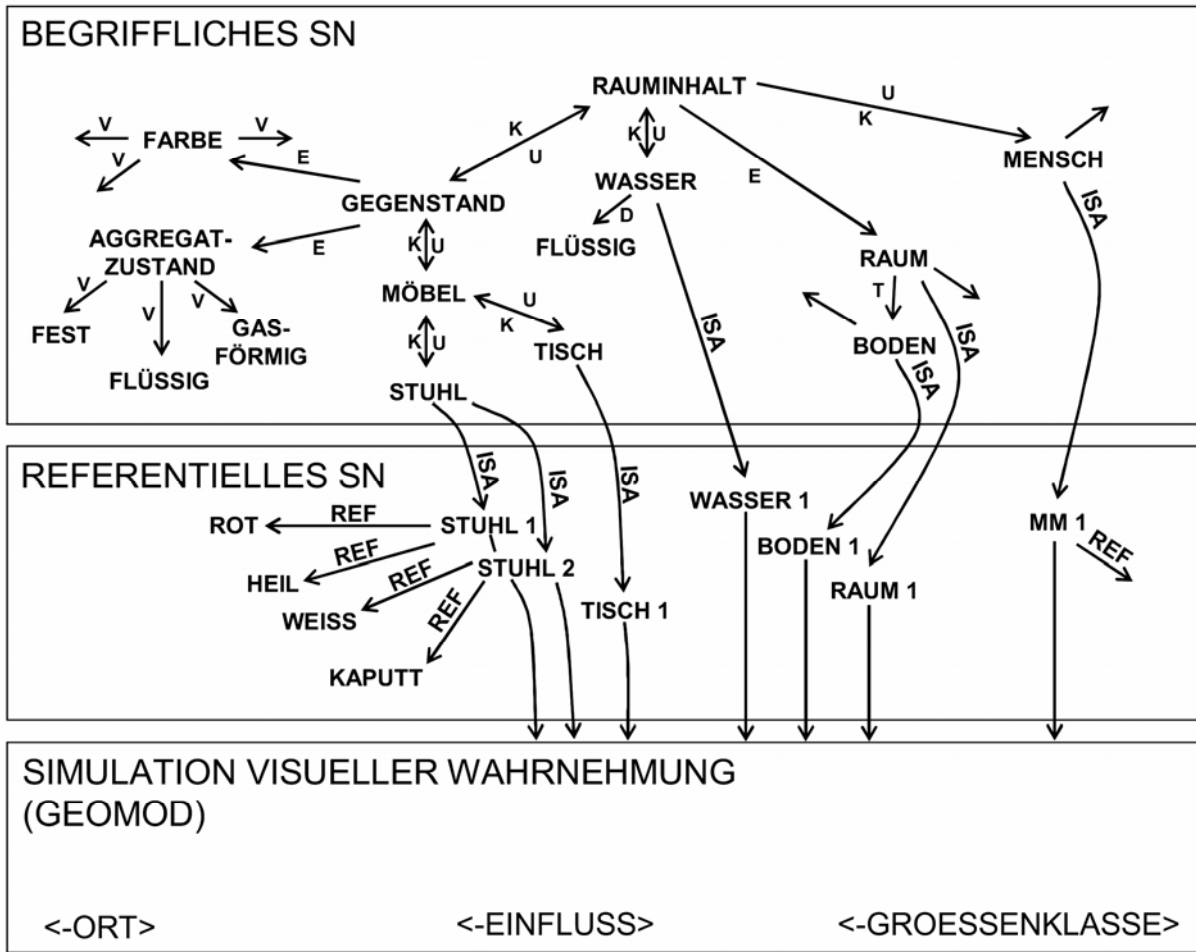 BEGRIFFLICHES SN
RAUMINHALT
U
K
V
FARBE
V
K
U
K
U
MENSCH
V
E
U
WASSER
E
ISA
GEGENSTAND
D
AGGREGAT-
ZUSTAND
E
K
U
FLÜSSIG
RAUM
V
V
V
MÖBEL
U
K
T
FEST
GAS-
FÖRMIG
K
U
TISCH
ISA
BODEN
ISA
FLÜSSIG
STUHL
ISA
REFERENTIELLES SN
ISA
ISA
ISA
WASSER 1
ROT
REF
STUHL 1
MM 1
REF
BODEN 1
HEIL
REF
STUHL 2
RAUM 1
WEISS
REF
REF
TISCH 1
KAPUTT
SIMULATION VISUELLER WAHRNEHMUNG
(GEOMOD)
<-ORT>
<-EINFLUSS>
<-GROESSENKLASSE>